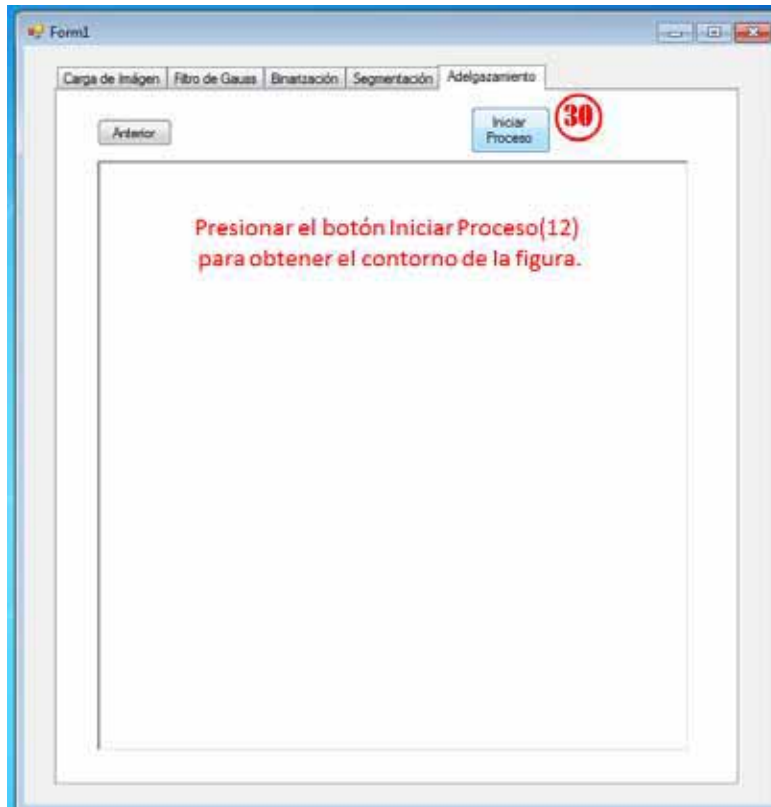 Form1
Carga de Imágen Filtro de Gauss Binarización Segmentación Adelgazamiento
Anterior
Iniciar
Proceso
30
Presionar el botón Iniciar Proceso(12)
para obtener el contorno de la figura.